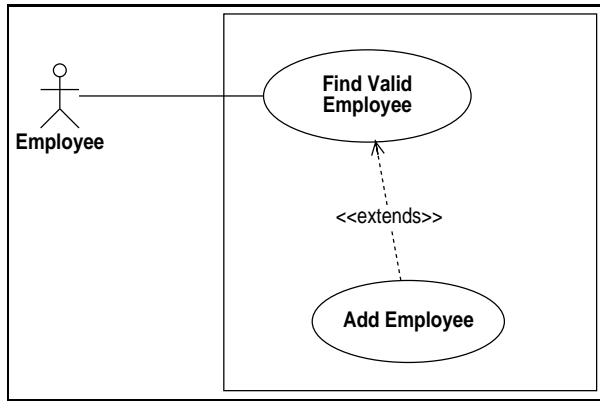 Find Valid
Employee
Employee
<<extends>>
Add Employee